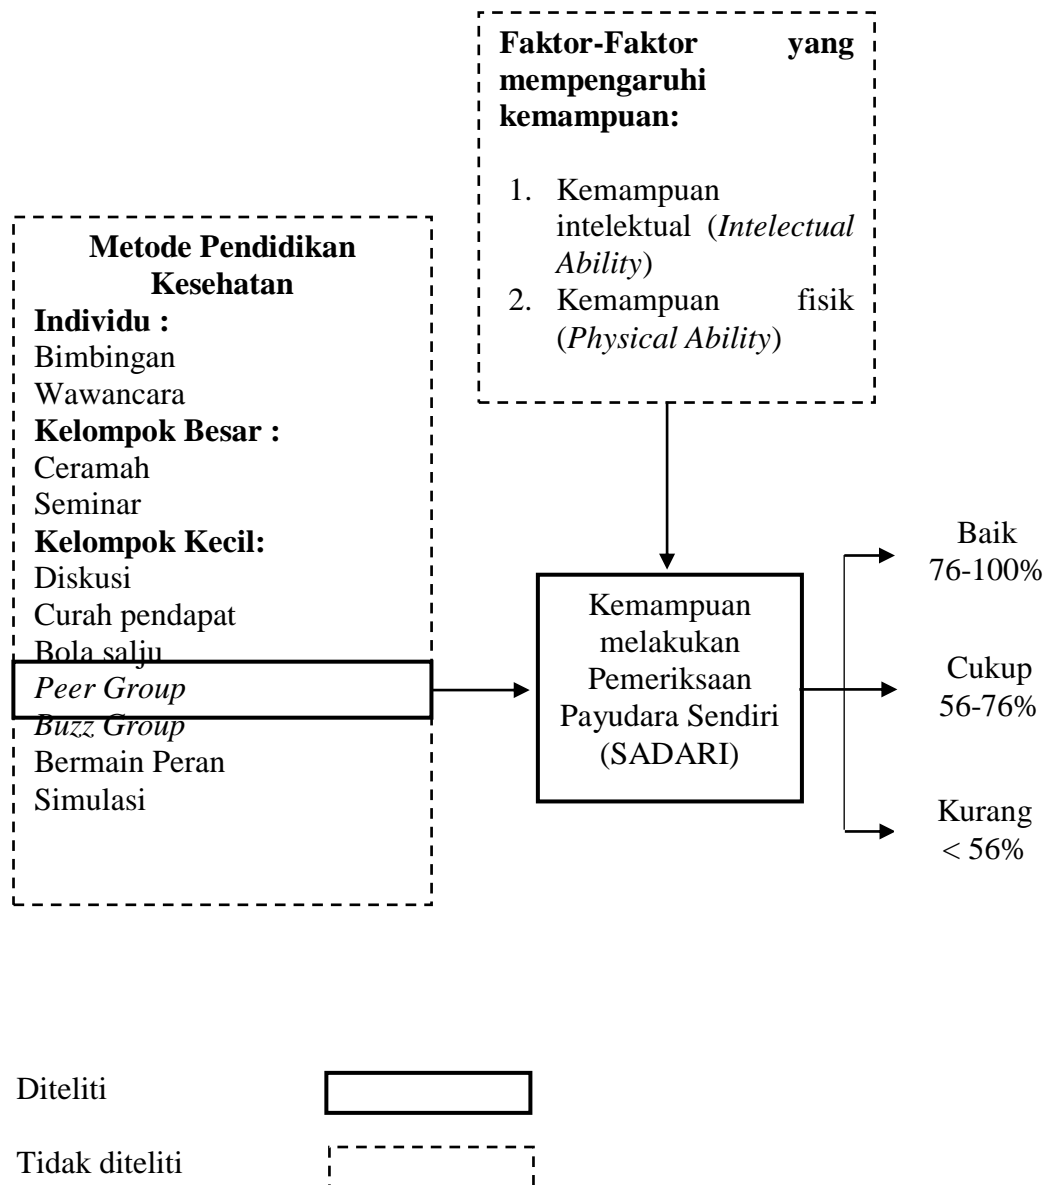 Faktor-Faktor yang
mempengaruhi
kemampuan:
1. Kemampuan
intelektual (Intelectual
Ability)
2. Kemampuan fisik
(Physical Ability)
Metode Pendidikan
Kesehatan
Individu :
Bimbingan
Wawancara
Kelompok Besar :
Ceramah
Seminar
Kelompok Kecil:
Diskusi
Curah pendapat
Bola salju
Peer Group
Buzz Group
Bermain Peran
Simulasi
Kemampuan
melakukan
Pemeriksaan
Payudara Sendiri
(SADARI)
Baik
76-100%
Cukup
56-76%
Kurang
< 56%
Diteliti
Tidak diteliti